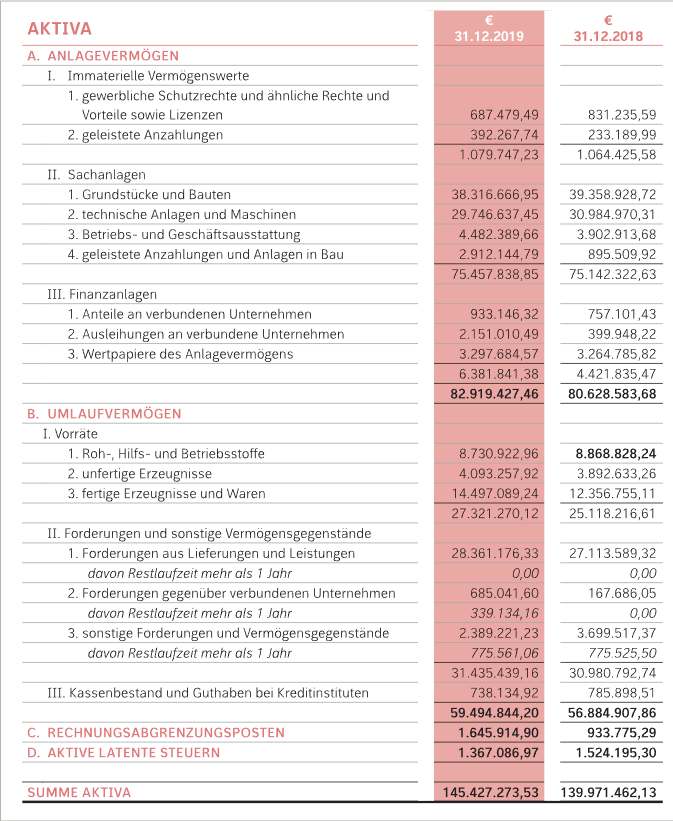 AKTIVA € 31.12.2019 € 31.12.2018
A. ANLAGEVERMÖGEN
I. Immaterielle Vermögenswerte
1. gewerbliche Schutzrechte und ähnliche Rechte und
Vorteile sowie Lizenzen 687.479,49 831.235,59
2. geleistete Anzahlungen 392.267,74 233.189,99
1.079.747,23 1.064.425,58
II. Sachanlagen
1. Grundstücke und Bauten 38.316.666,95 39.358.928,72
2. technische Anlagen und Maschinen 29.746.637,45 30.984.970,31
3. Betriebs- und Geschäftsausstattung 4.482.389,66 3.902.913,68
4. geleistete Anzahlungen und Anlagen in Bau 2.912.144,79 895.509,92
75.457.838,85 75.142.322,63
III. Finanzanlagen
1. Anteile an verbundenen Unternehmen 933.146,32 757.101,43
2. Ausleihungen an verbundene Unternehmen 2.151.010,49 399.948,22
3. Wertpapiere des Anlagevermögens 3.297.684,57 3.264.785,82
6.381.841,38 4.421.835,47
82.919.427,46 80.628.583,68
B. UMLAUFVERMÖGEN
I. Vorräte
1. Roh-, Hilfs- und Betriebsstoffe 8.730.922,96 8.868.828,24
2. unfertige Erzeugnisse 4.093.257,92 3.892.633,26
3. fertige Erzeugnisse und Waren 14.497.089,24 12.356.755,11
27.321.270,12 25.118.216,61
II. Forderungen und sonstige Vermögensgegenstände
1. Forderungen aus Lieferungen und Leistungen 28.361.176,33 27.113.589,32
davon Restlaufzeit mehr als 1 Jahr 0,00 0,00
2. Forderungen gegenüber verbundenen Unternehmen 685.041,60 167.686,05
davon Restlaufzeit mehr als 1 Jahr 339.134,16 0,00
3. sonstige Forderungen und Vermögensgegenstände 2.389.221,23 3.699.517,37
davon Restlaufzeit mehr als 1 Jahr 775 561,06 775.525,50
31.435.439,16 30.980.792,74
III. Kassenbestand und Guthaben bei Kreditinstituten 738.134,92 785.898,51
59.494.844,20 56.884.907,86
C. RECHNUNGSABGRENZUNGSPOSTEN 1.645.914,90 933.775,29
D. AKTIVE LATENTE STEUERN 1.367.086,97 1.524.195,30
SUMME AKTIVA 145.427.273,53 139.971.462,13